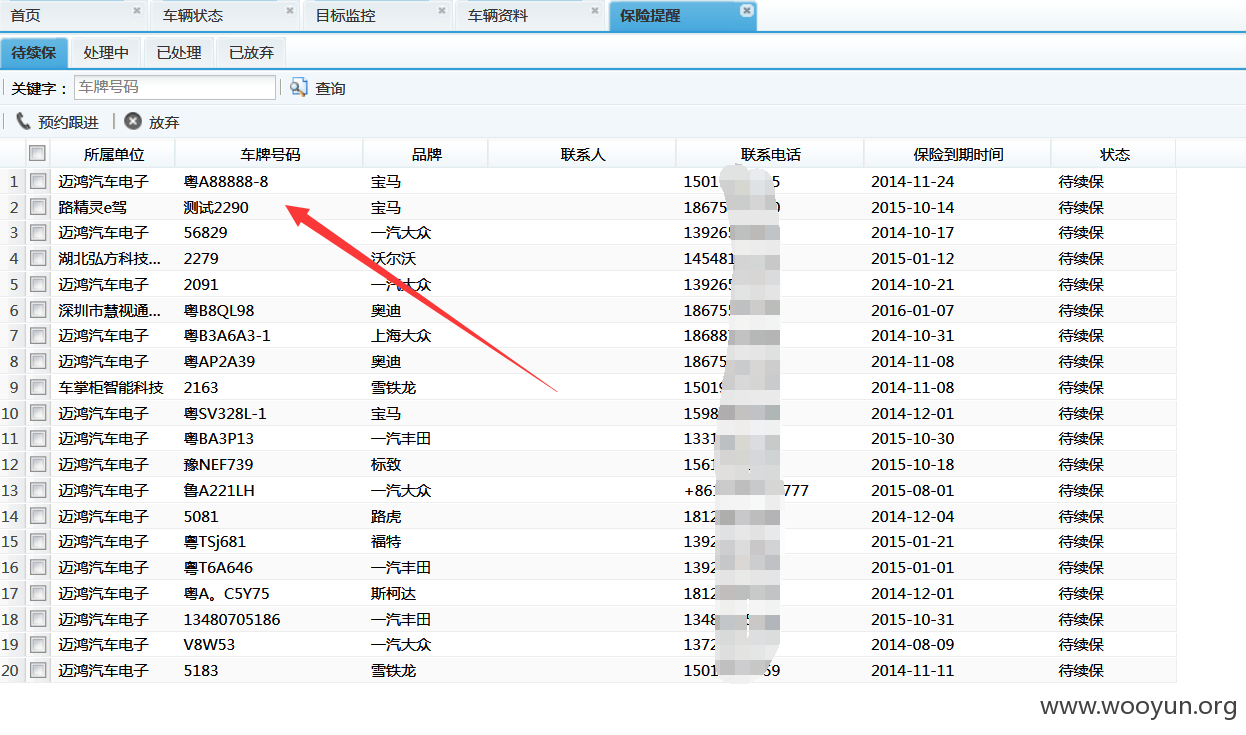 首页 车辆状态 目标监控 车辆资料 保险提醒
待续保 处理中 已处理 已放弃
关键字： 车牌号码 查询
预约跟进 放弃
所属单位 车牌号码 品牌 联系人 联系电话 保险到期时间 状态
1 迈鸿汽车电子 粤A88888-8 宝马 1501 5 2014-11-24 待续保
2 路精灵e驾 测试2290 宝马 18675 2015-10-14 待续保
3 迈鸿汽车电子 56829 一汽大众 13926 2014-10-17 待续保
4 湖北弘方科技... 2279 沃尔沃 145481 2015-01-12 待续保
5 迈鸿汽车电子 2091 一汽大众 13926 2014-10-21 待续保
6 深圳市慧视通... 粤B8QL98 奥迪 18675 2016-01-07 待续保
7 迈鸿汽车电子 粤B3A6A3-1 上海大众 1868 2014-10-31 待续保
8 迈鸿汽车电子 粤AP2A39 奥迪 18675 2014-11-08 待续保
9 车掌柜智能科技 2163 雪铁龙 1501 2014-11-08 待续保
10 迈鸿汽车电子 粤SV328L-1 宝马 1598 2014-12-01 待续保
11 迈鸿汽车电子 粤BA3P13 一汽丰田 1331 2015-10-30 待续保
12 迈鸿汽车电子 豫NEF739 标致 1561 2015-10-18 待续保
13 迈鸿汽车电子 鲁A221LH 一汽大众 +861 777 2015-08-01 待续保
14 迈鸿汽车电子 5081 路虎 1812 2014-12-04 待续保
15 迈鸿汽车电子 粤TSj681 福特 1392 2015-01-21 待续保
16 迈鸿汽车电子 粤T6A646 一汽丰田 1392 2015-01-01 待续保
17 迈鸿汽车电子 粤A。C5Y75 斯柯达 1812 2014-12-01 待续保
18 迈鸿汽车电子 13480705186 一汽丰田 1348 2015-10-31 待续保
19 迈鸿汽车电子 V8W53 一汽大众 1372 2014-08-09 待续保
20 迈鸿汽车电子 5183 雪铁龙 1501 59 2014-11-11 待续保
www.wooyun.org